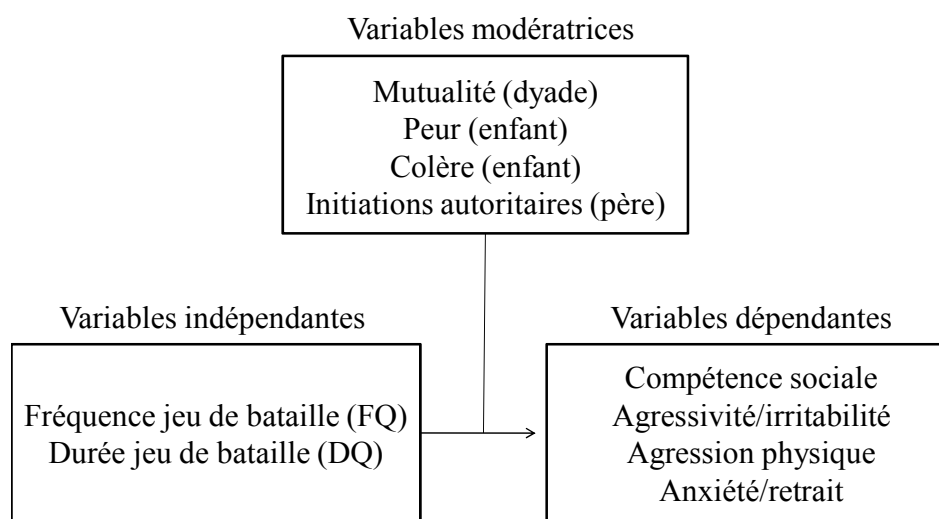 Variables modératrices
Mutualité (dyade)
Peur (enfant)
Colère (enfant)
Initiations autoritaires (père)
Variables indépendantes
Fréquence jeu de bataille (FQ)
Durée jeu de bataille (DQ)
Variables dépendantes
Compétence sociale
Agressivité/irritabilité
Agression physique
Anxiété/retrait